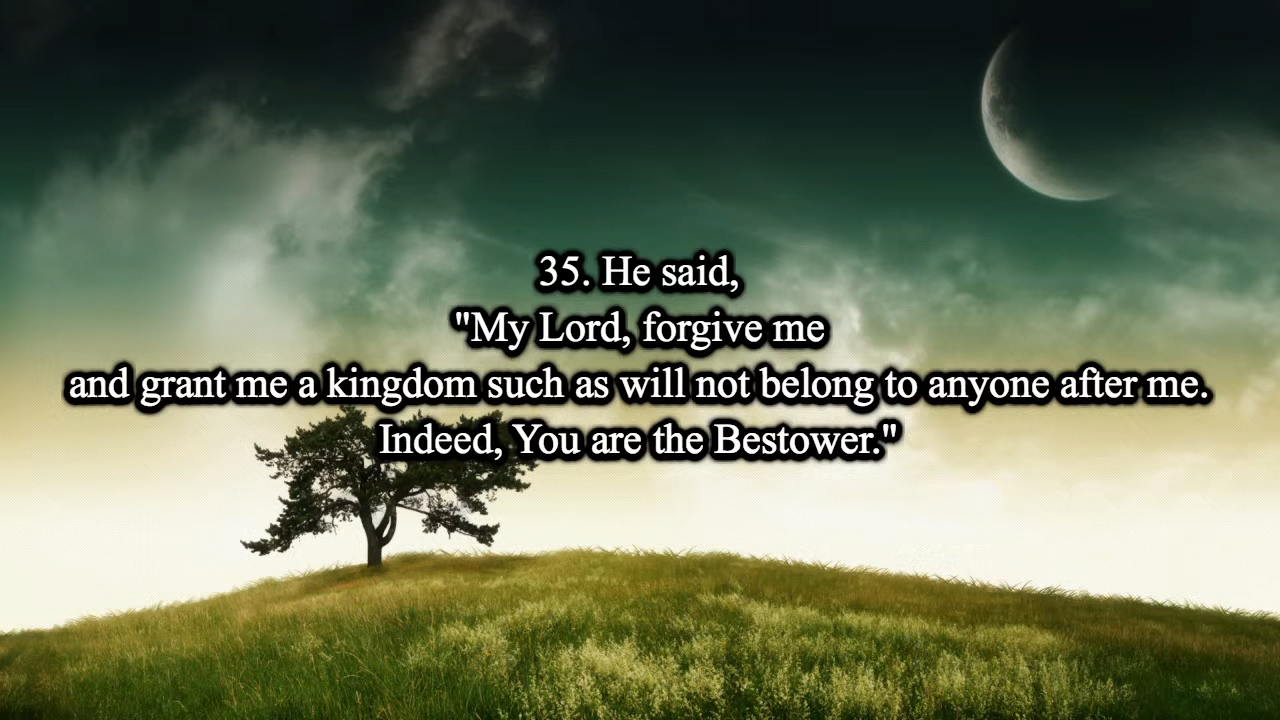 35. He said,
"My Lord, forgive me
and grant me a kingdom such as will not belong to anyone after me.
Indeed, You are the Bestower."